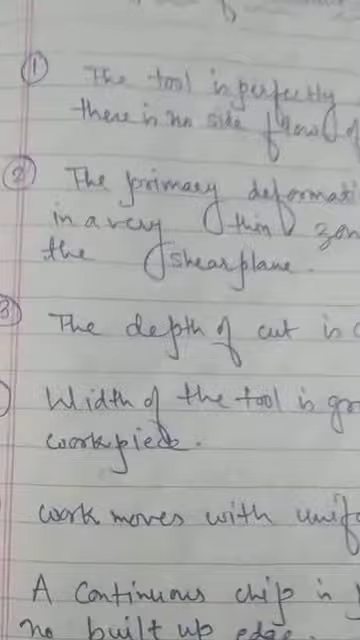 ① The tool is perfectly
there is no side flow of
② The primary deformati
in a very thin zon
the shear plane.
3 The depth of cut is c
Width of the tool is gr
workpiece.
work moves with unif
A continuous chip is
no built up edge